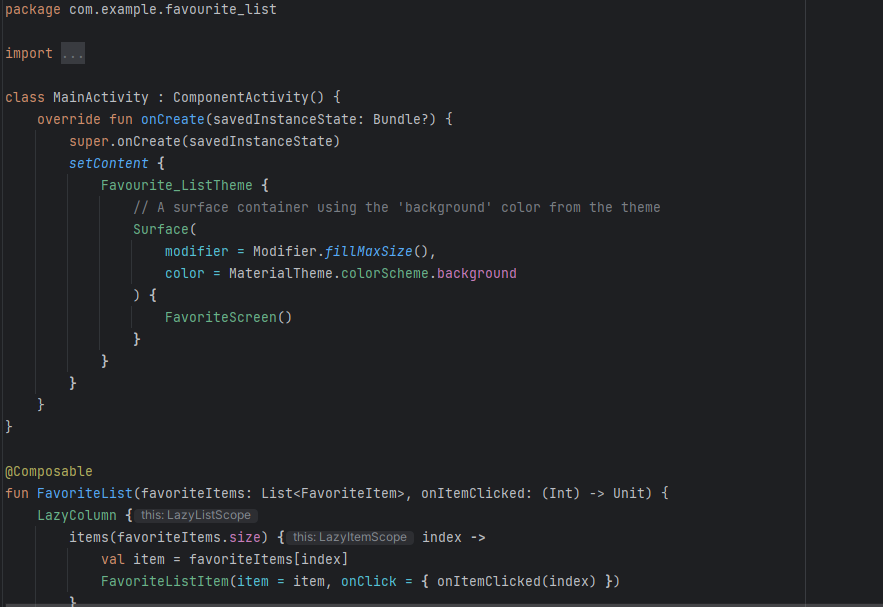 package com.example.favourite_list
import ...
class MainActivity : ComponentActivity() {
override fun onCreate(savedInstanceState: Bundle?) {
super.onCreate(savedInstanceState)
setContent {
Favourite_ListTheme {
// A surface container using the 'background' color from the theme
Surface(
modifier = Modifier.fillMaxSize(),
color = MaterialTheme.colorScheme.background
) {
FavoriteScreen()
}
}
}
}
}
@Composable
fun FavoriteList(favoriteItems: List<FavoriteItem>, onItemClicked: (Int) -> Unit) {
LazyColumn { this: LazyListScope
items(favoriteItems.size) { this: LazyItemScope index ->
val item = favoriteItems[index]
FavoriteListItem(item = item, onClick = { onItemClicked(index) })
}